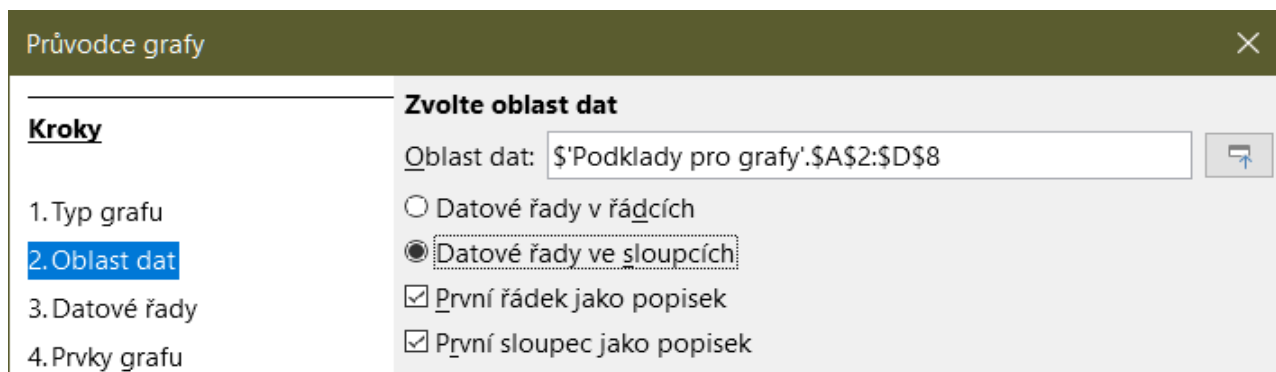 Průvodce grafy
Kroky
1. Typ grafu
2. Oblast dat
3. Datové řady
4. Prvky grafu
Zvolte oblast dat
Oblast dat: $'Podklady pro grafy'.$A$2:$D$8
Datové řady v řádcích
Datové řady ve sloupcích
První řádek jako popisek
První sloupec jako popisek